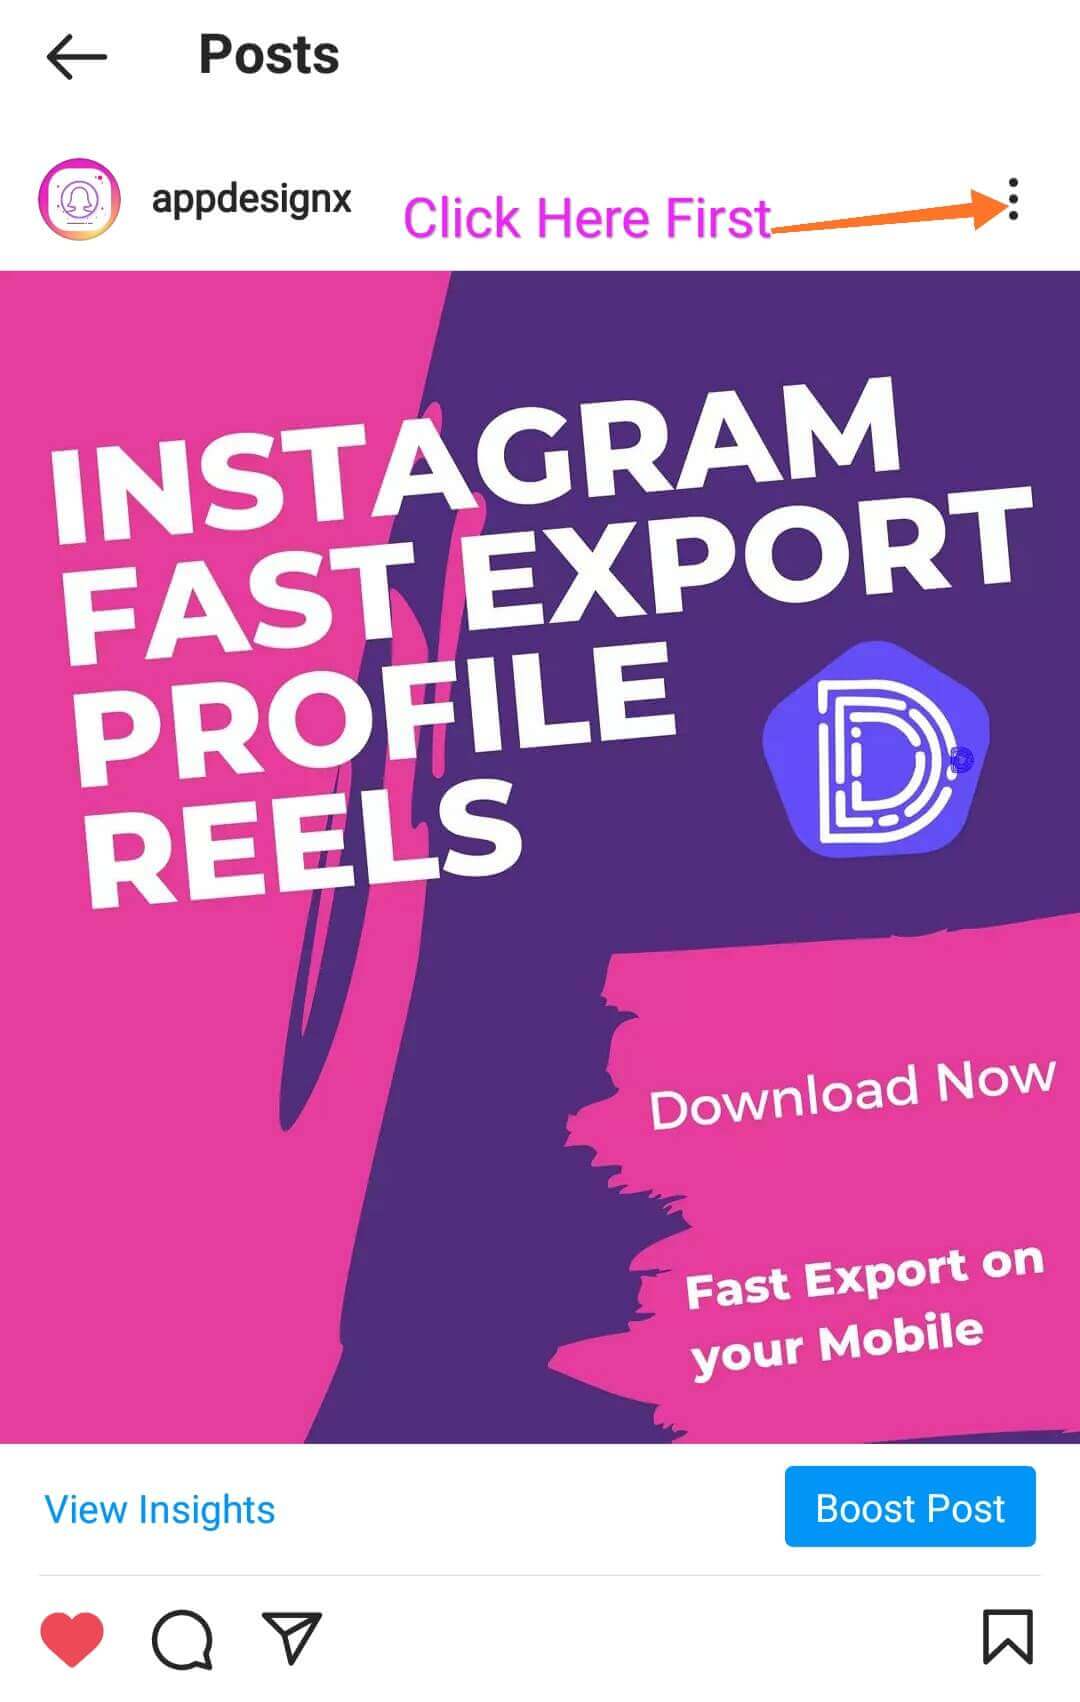 Posts
appdesignx
Click Here First
INSTAGRAM
FAST EXPORT
PROFILE
REELS
D
Download Now
Fast Export on
your Mobile
View Insights
Boost Post